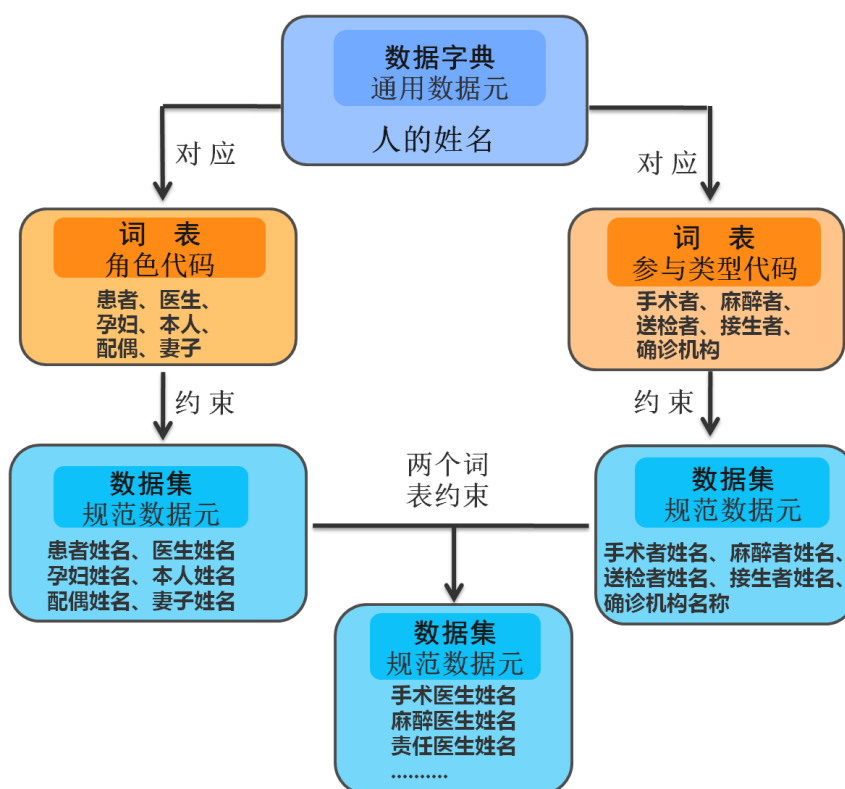 数据字典
通用数据元
人的姓名
对 应
对 应
词 表
角色代码
患者、医生、
孕妇、本人、
配偶、妻子
词 表
参与类型代码
手术者、麻醉者、
送检者、接生者、
确诊机构
约 束
约 束
数据集
规范数据元
患者姓名、医生姓名
孕妇姓名、本人姓名
配偶姓名、妻子姓名
两个词
表约束
数据集
规范数据元
手术者姓名、麻醉者姓名、
送检者姓名、接生者姓名、
确诊机构名称
数据集
规范数据元
手术医生姓名
麻醉医生姓名
责任医生姓名
..........